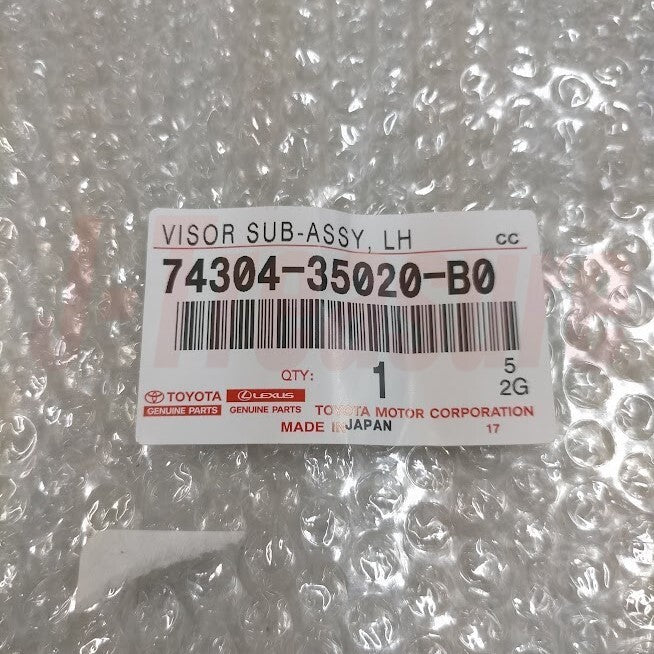 VISOR SUB-ASSY, LH CC
74304-35020-B0
QTY: 1 5
2G
TOYOTA LEXUS
GENUINE PARTS GENUINE PARTS TOYOTA MOTOR CORPORATION
MADE IN JAPAN 17